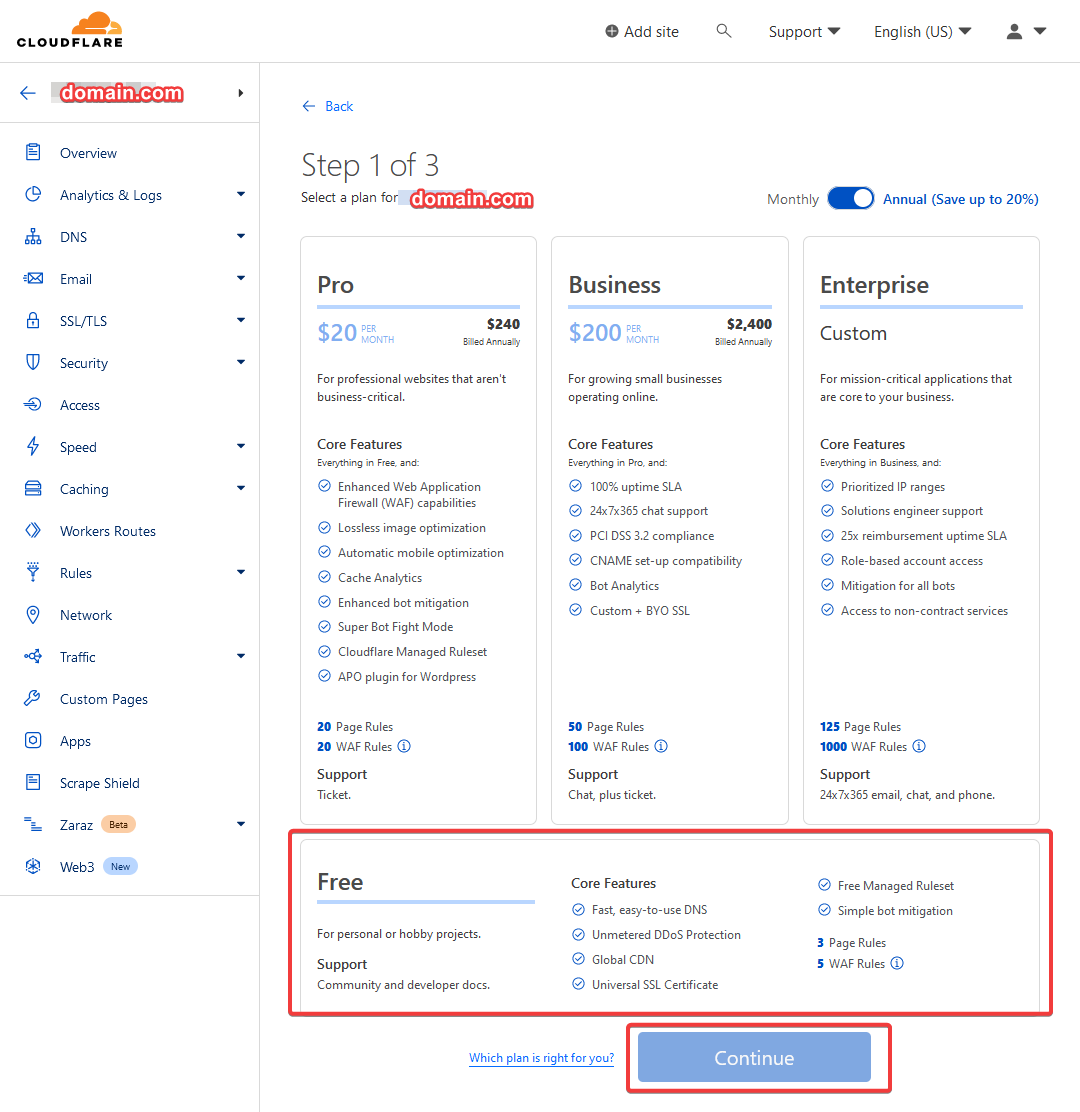 CLOUDFLARE
Add site
Support
English (US)
domain.com
Overview
Analytics & Logs
DNS
Email
SSL/TLS
Security
Access
Speed
Caching
Workers Routes
Rules
Network
Traffic
Custom Pages
Apps
Scrape Shield
Zaraz Beta
Web3 New
Back
Step 1 of 3
Select a plan for domain.com
Monthly Annual (Save up to 20%)
Pro
$20 PER MONTH
$240
Billed Annually
For professional websites that aren't
business-critical.
Core Features
Everything in Free, and:
Enhanced Web Application
Firewall (WAF) capabilities
Lossless image optimization
Automatic mobile optimization
Cache Analytics
Enhanced bot mitigation
Super Bot Fight Mode
Cloudflare Managed Ruleset
APO plugin for Wordpress
20 Page Rules
20 WAF Rules
Support
Ticket.
Business
$200 PER MONTH
$2,400
Billed Annually
For growing small businesses
operating online.
Core Features
Everything in Pro, and:
100% uptime SLA
24x7x365 chat support
PCI DSS 3.2 compliance
CNAME set-up compatibility
Bot Analytics
Custom + BYO SSL
50 Page Rules
100 WAF Rules
Support
Chat, plus ticket.
Enterprise
Custom
For mission-critical applications that
are core to your business.
Core Features
Everything in Business, and:
Prioritized IP ranges
Solutions engineer support
25x reimbursement uptime SLA
Role-based account access
Mitigation for all bots
Access to non-contract services
125 Page Rules
1000 WAF Rules
Support
24x7x365 email, chat, and phone.
Free
For personal or hobby projects.
Support
Community and developer docs.
Core Features
Fast, easy-to-use DNS
Unmetered DDoS Protection
Global CDN
Universal SSL Certificate
Free Managed Ruleset
Simple bot mitigation
3 Page Rules
5 WAF Rules
Which plan is right for you?
Continue